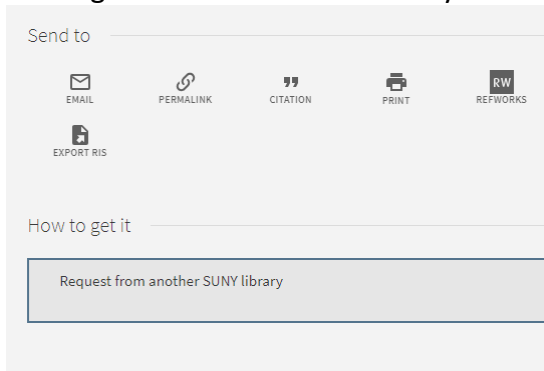 Send to
EMAIL PERMALINK CITATION PRINT RW REFWORKS
EXPORT RIS
How to get it
Request from another SUNY library